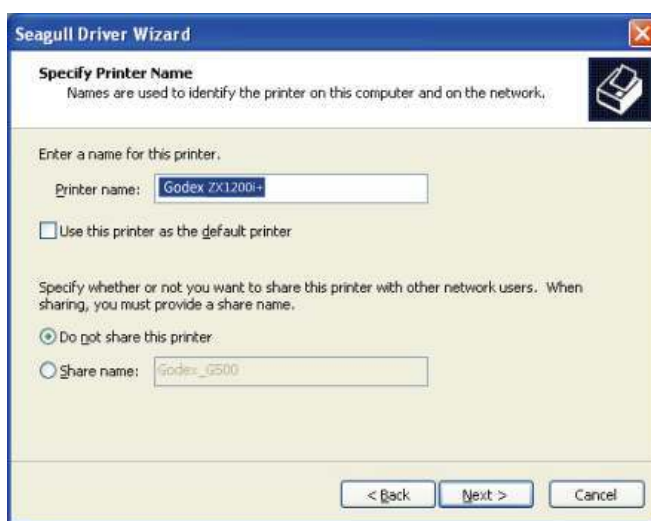 Seagull Driver Wizard
Specify Printer Name
Names are used to identify the printer on this computer and on the network.
Enter a name for this printer.
Printer name: Godex ZX1200i+
Use this printer as the default printer
Specify whether or not you want to share this printer with other network users. When
sharing, you must provide a share name.
Do not share this printer
Share name: Godex_G500
< Back Next > Cancel